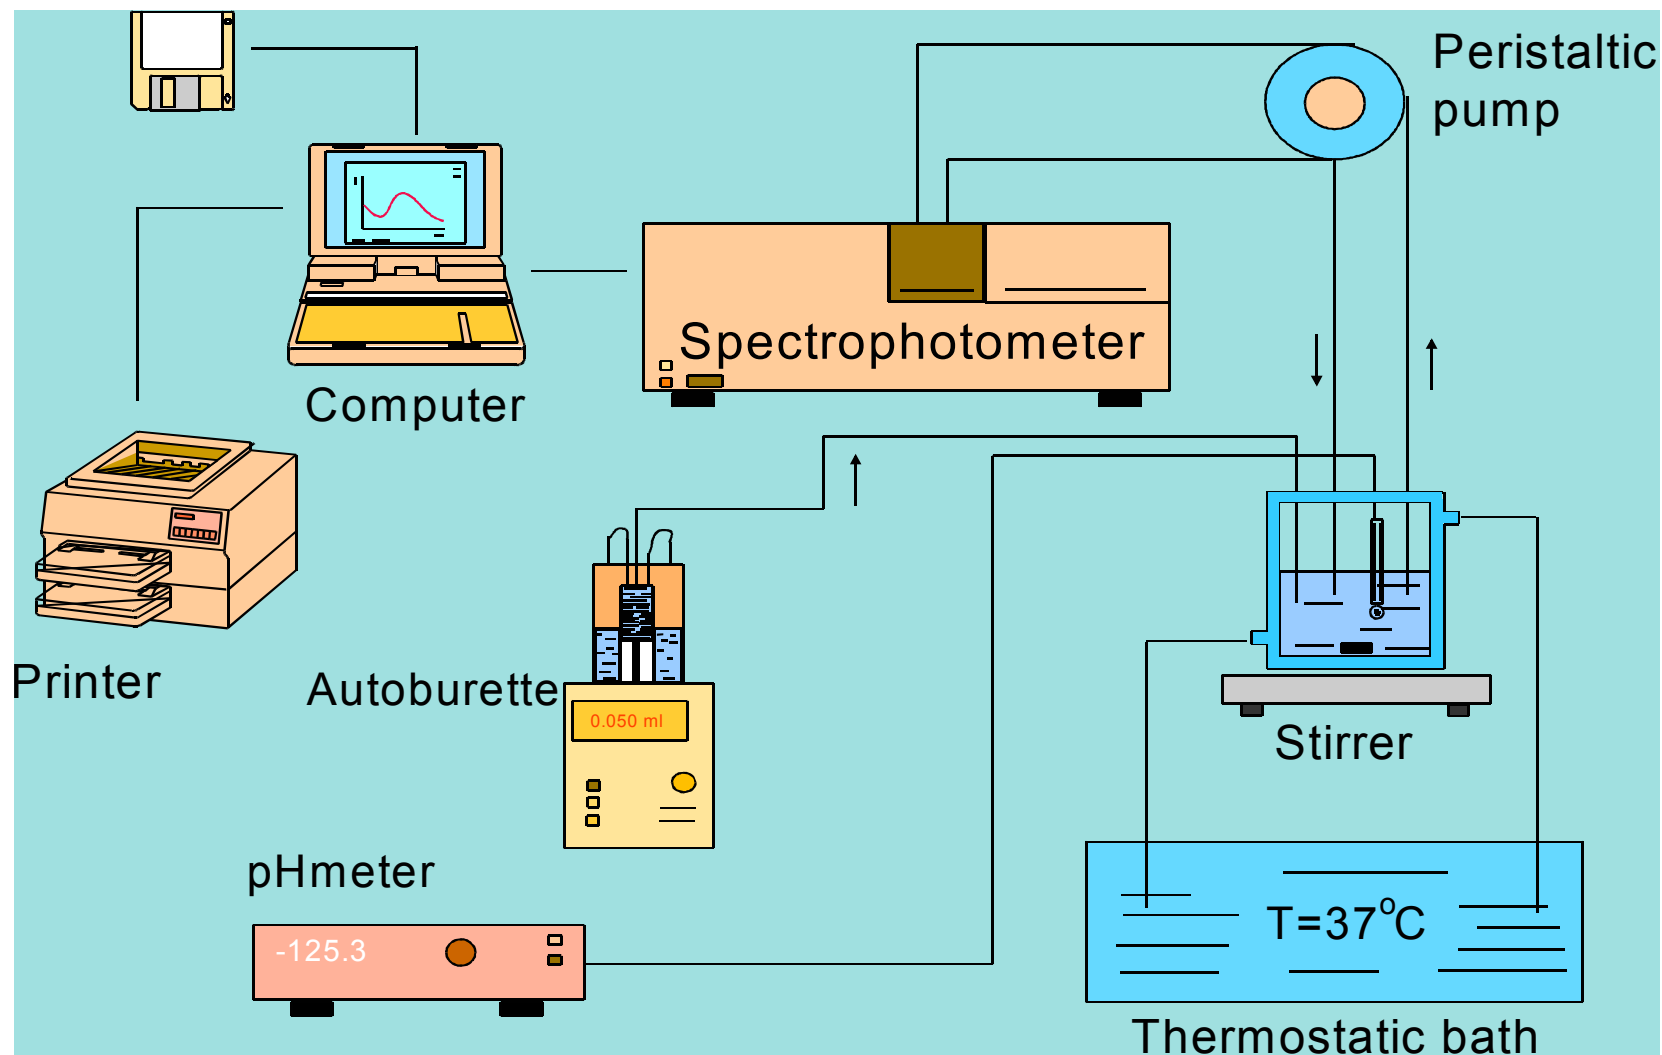 Peristaltic
pump
Spectrophotometer
Computer
Printer
Autoburette
0.050 ml
Stirrer
pHmeter
-125.3
T=37°C
Thermostatic bath